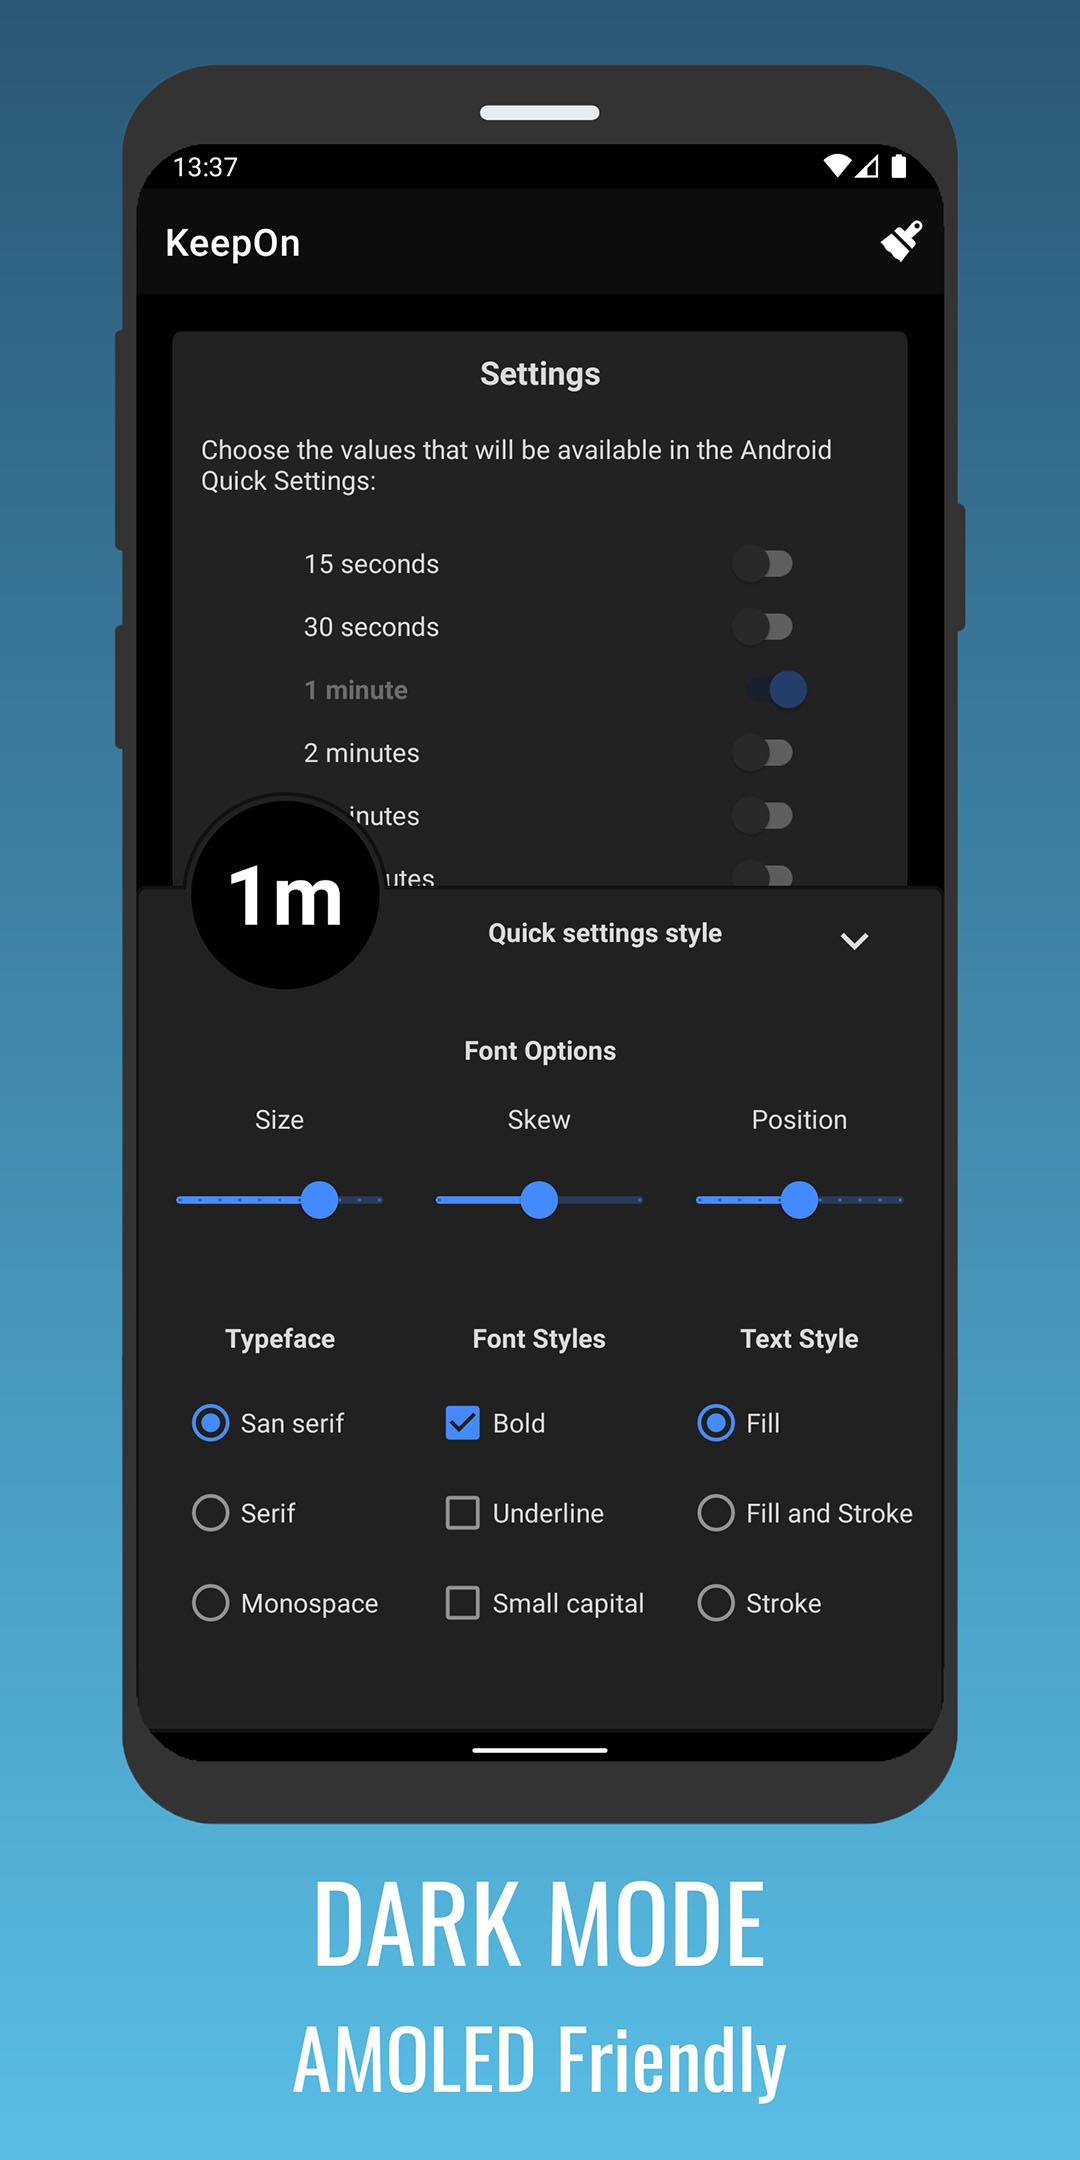 13:37
KeepOn
Settings
Choose the values that will be available in the Android
Quick Settings:
15 seconds
30 seconds
1 minute
2 minutes
inutes
utes
1m
Quick settings style
Font Options
Size Skew Position
Typeface Font Styles Text Style
San serif Bold Fill
Serif Underline Fill and Stroke
Monospace Small capital Stroke
DARK MODE
AMOLED Friendly